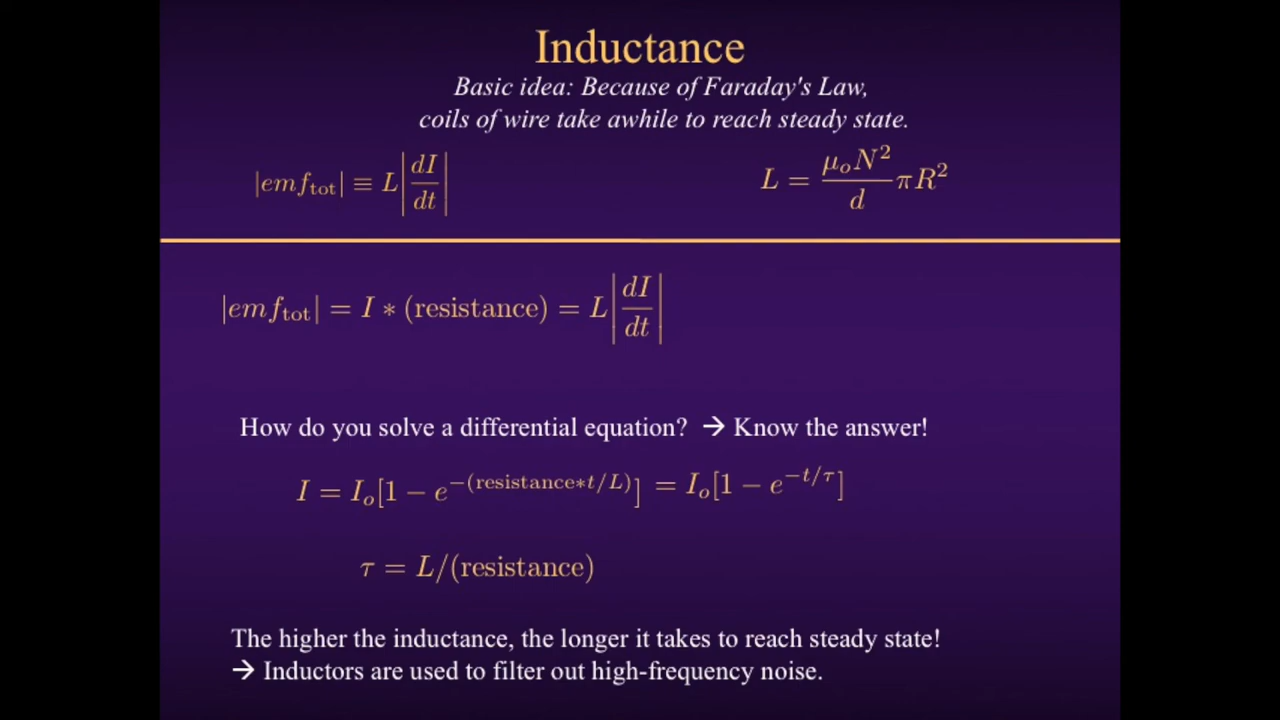 Inductance
Basic idea: Because of Faraday's Law,
coils of wire take awhile to reach steady state.
|emf_tot| ≡ L|dI/dt|
L = μ_o N²/d πR²
|emf_tot| = I * (resistance) = L|dI/dt|
How do you solve a differential equation? → Know the answer!
I = I_o[1 − e^−(resistance*t/L)] = I_o[1 − e^−t/τ]
τ = L/(resistance)
The higher the inductance, the longer it takes to reach steady state!
→ Inductors are used to filter out high-frequency noise.